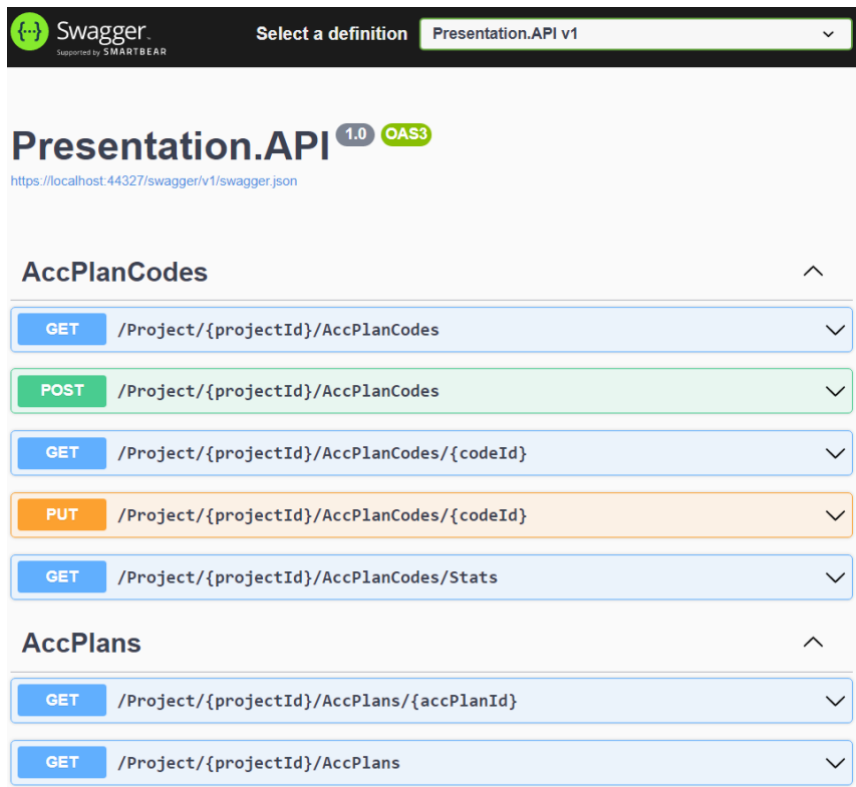 {···} Swagger.
Supported by SMARTBEAR
Select a definition Presentation.API v1
Presentation.API 1.0 OAS3
https://localhost:44327/swagger/v1/swagger.json
AccPlanCodes
GET /Project/{projectId}/AccPlanCodes
POST /Project/{projectId}/AccPlanCodes
GET /Project/{projectId}/AccPlanCodes/{codeId}
PUT /Project/{projectId}/AccPlanCodes/{codeId}
GET /Project/{projectId}/AccPlanCodes/Stats
AccPlans
GET /Project/{projectId}/AccPlans/{accPlanId}
GET /Project/{projectId}/AccPlans